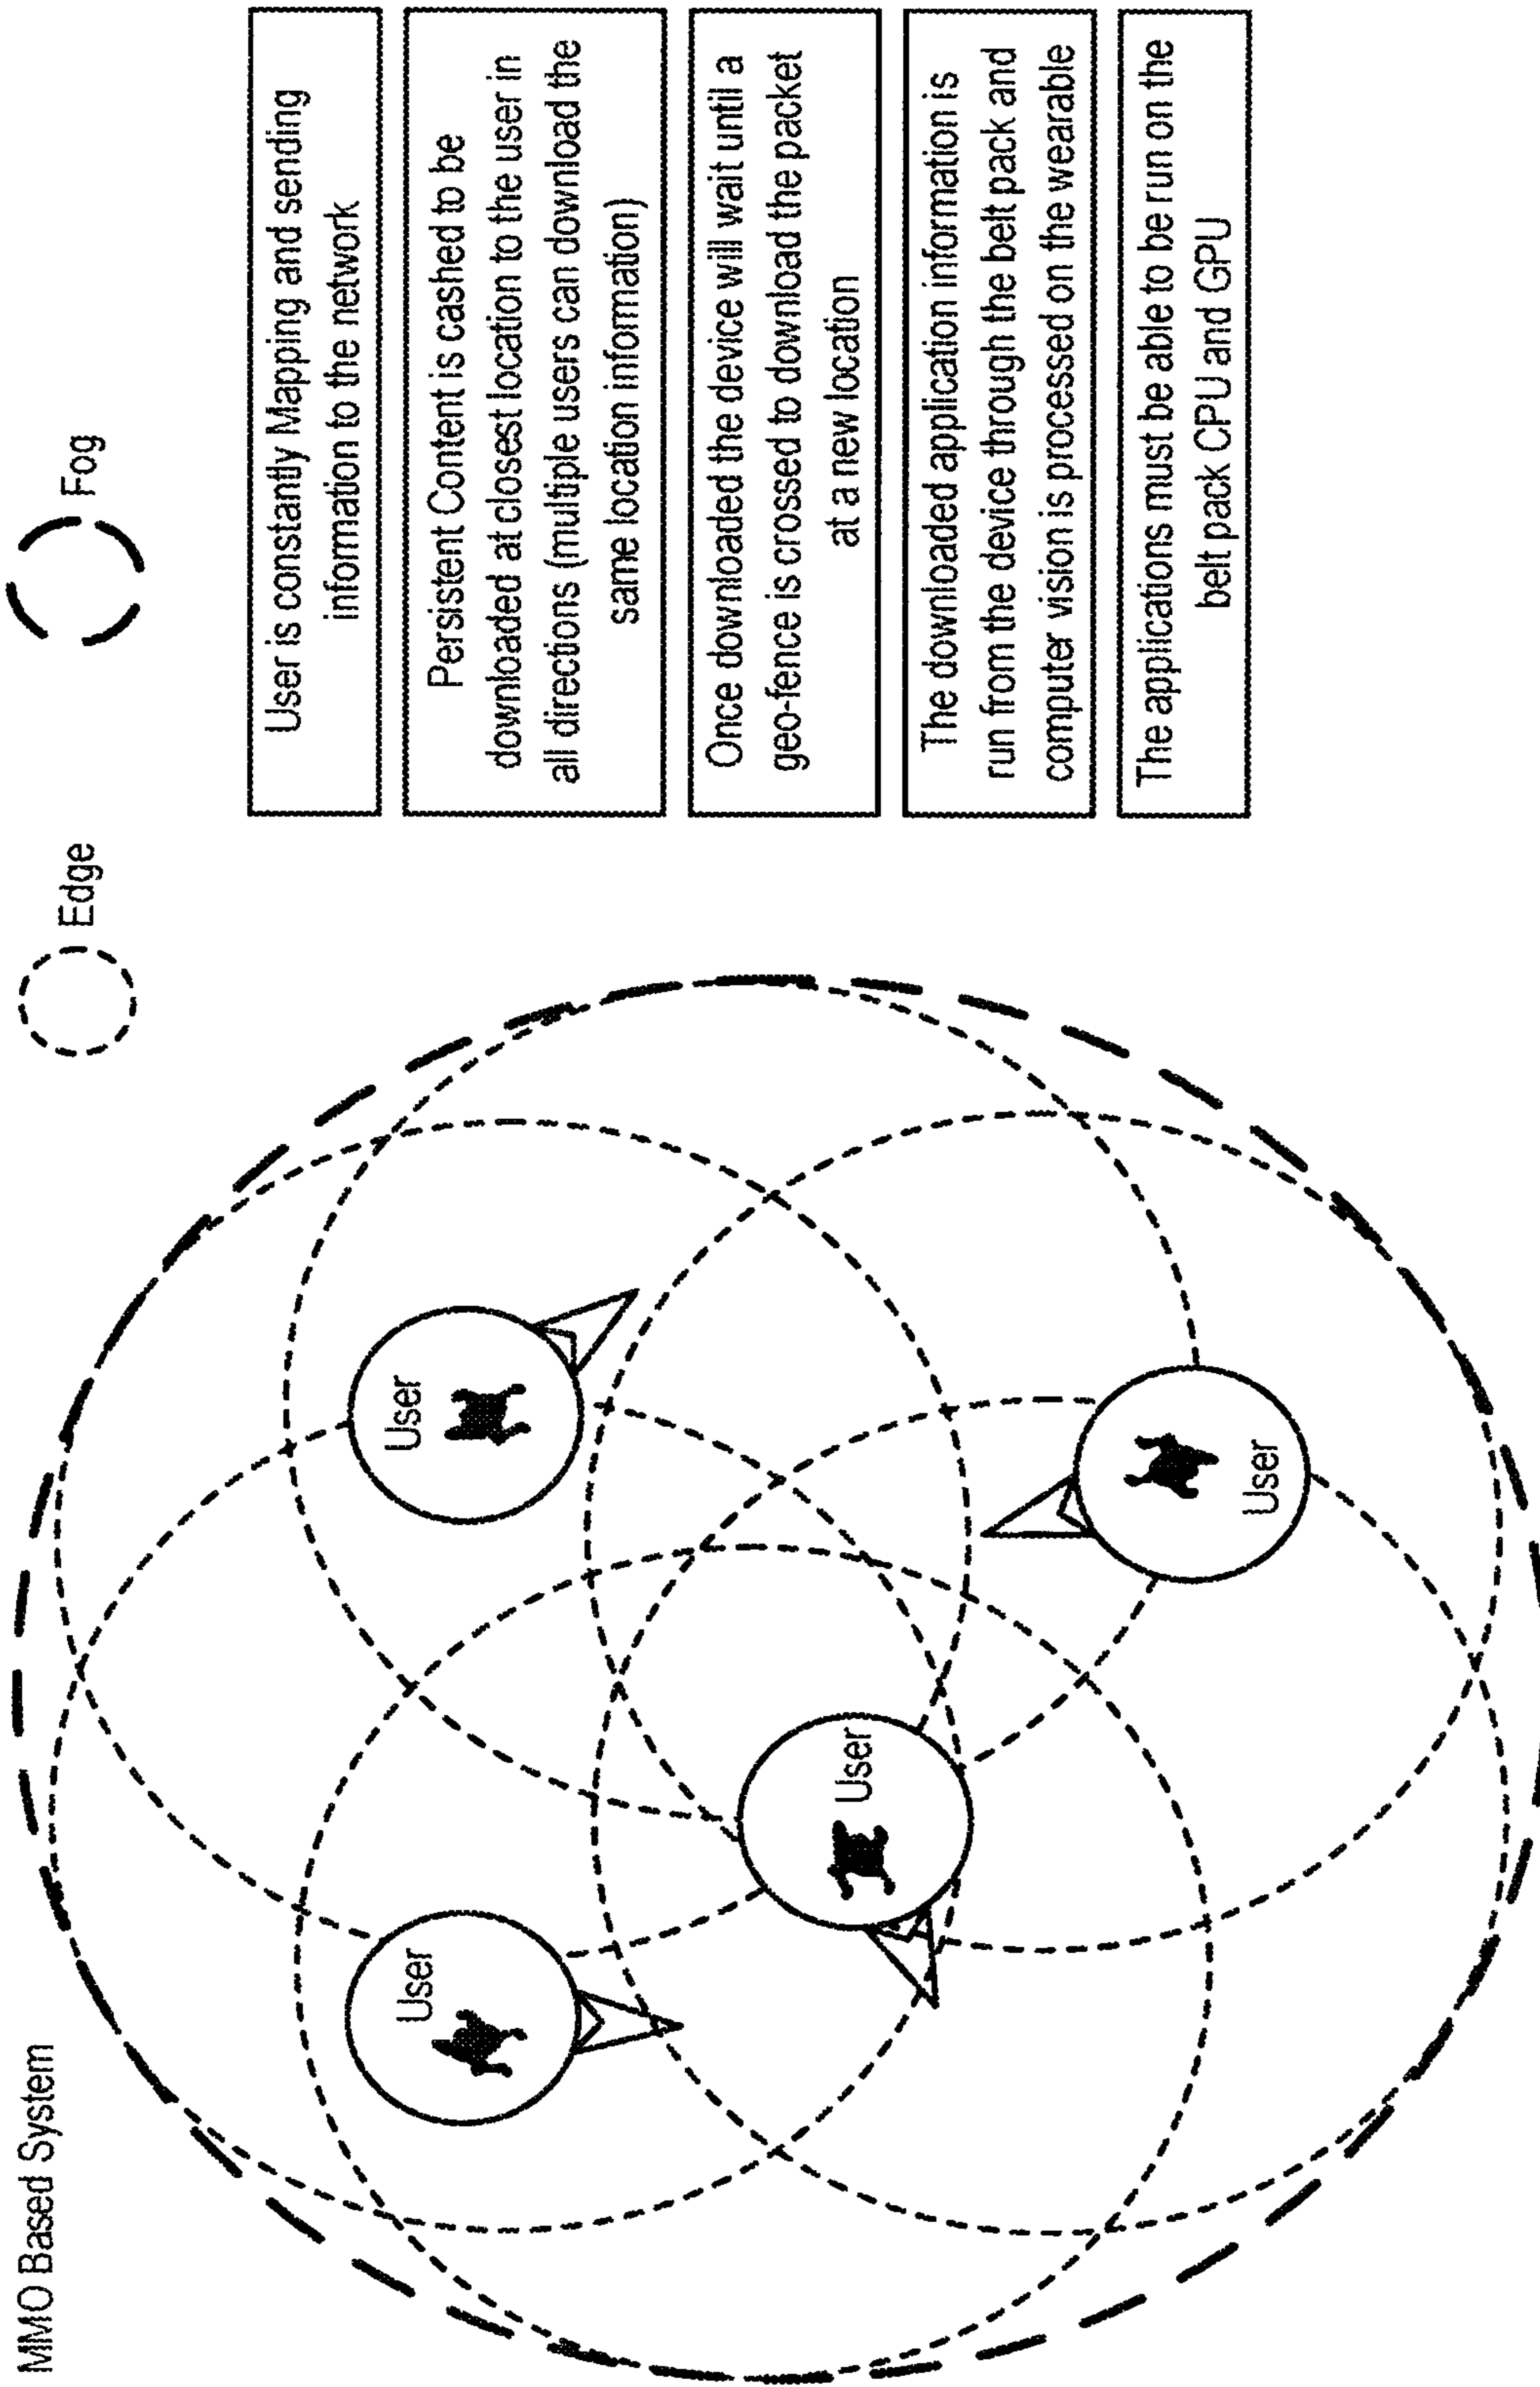 MMO Based System
Edge
Fog
User
User
User
User
User is constantly Mapping and sending
information to the network
Persistent Content is cashed to be
downloaded at closest location to the user in
all directions (multiple users can download the
same location information)
Once downloaded the device will wait until a
geo-fence is crossed to download the packet
at a new location
The downloaded application information is
run from the device through the belt pack and
computer vision is processed on the wearable
The applications must be able to be run on the
belt pack CPU and GPU